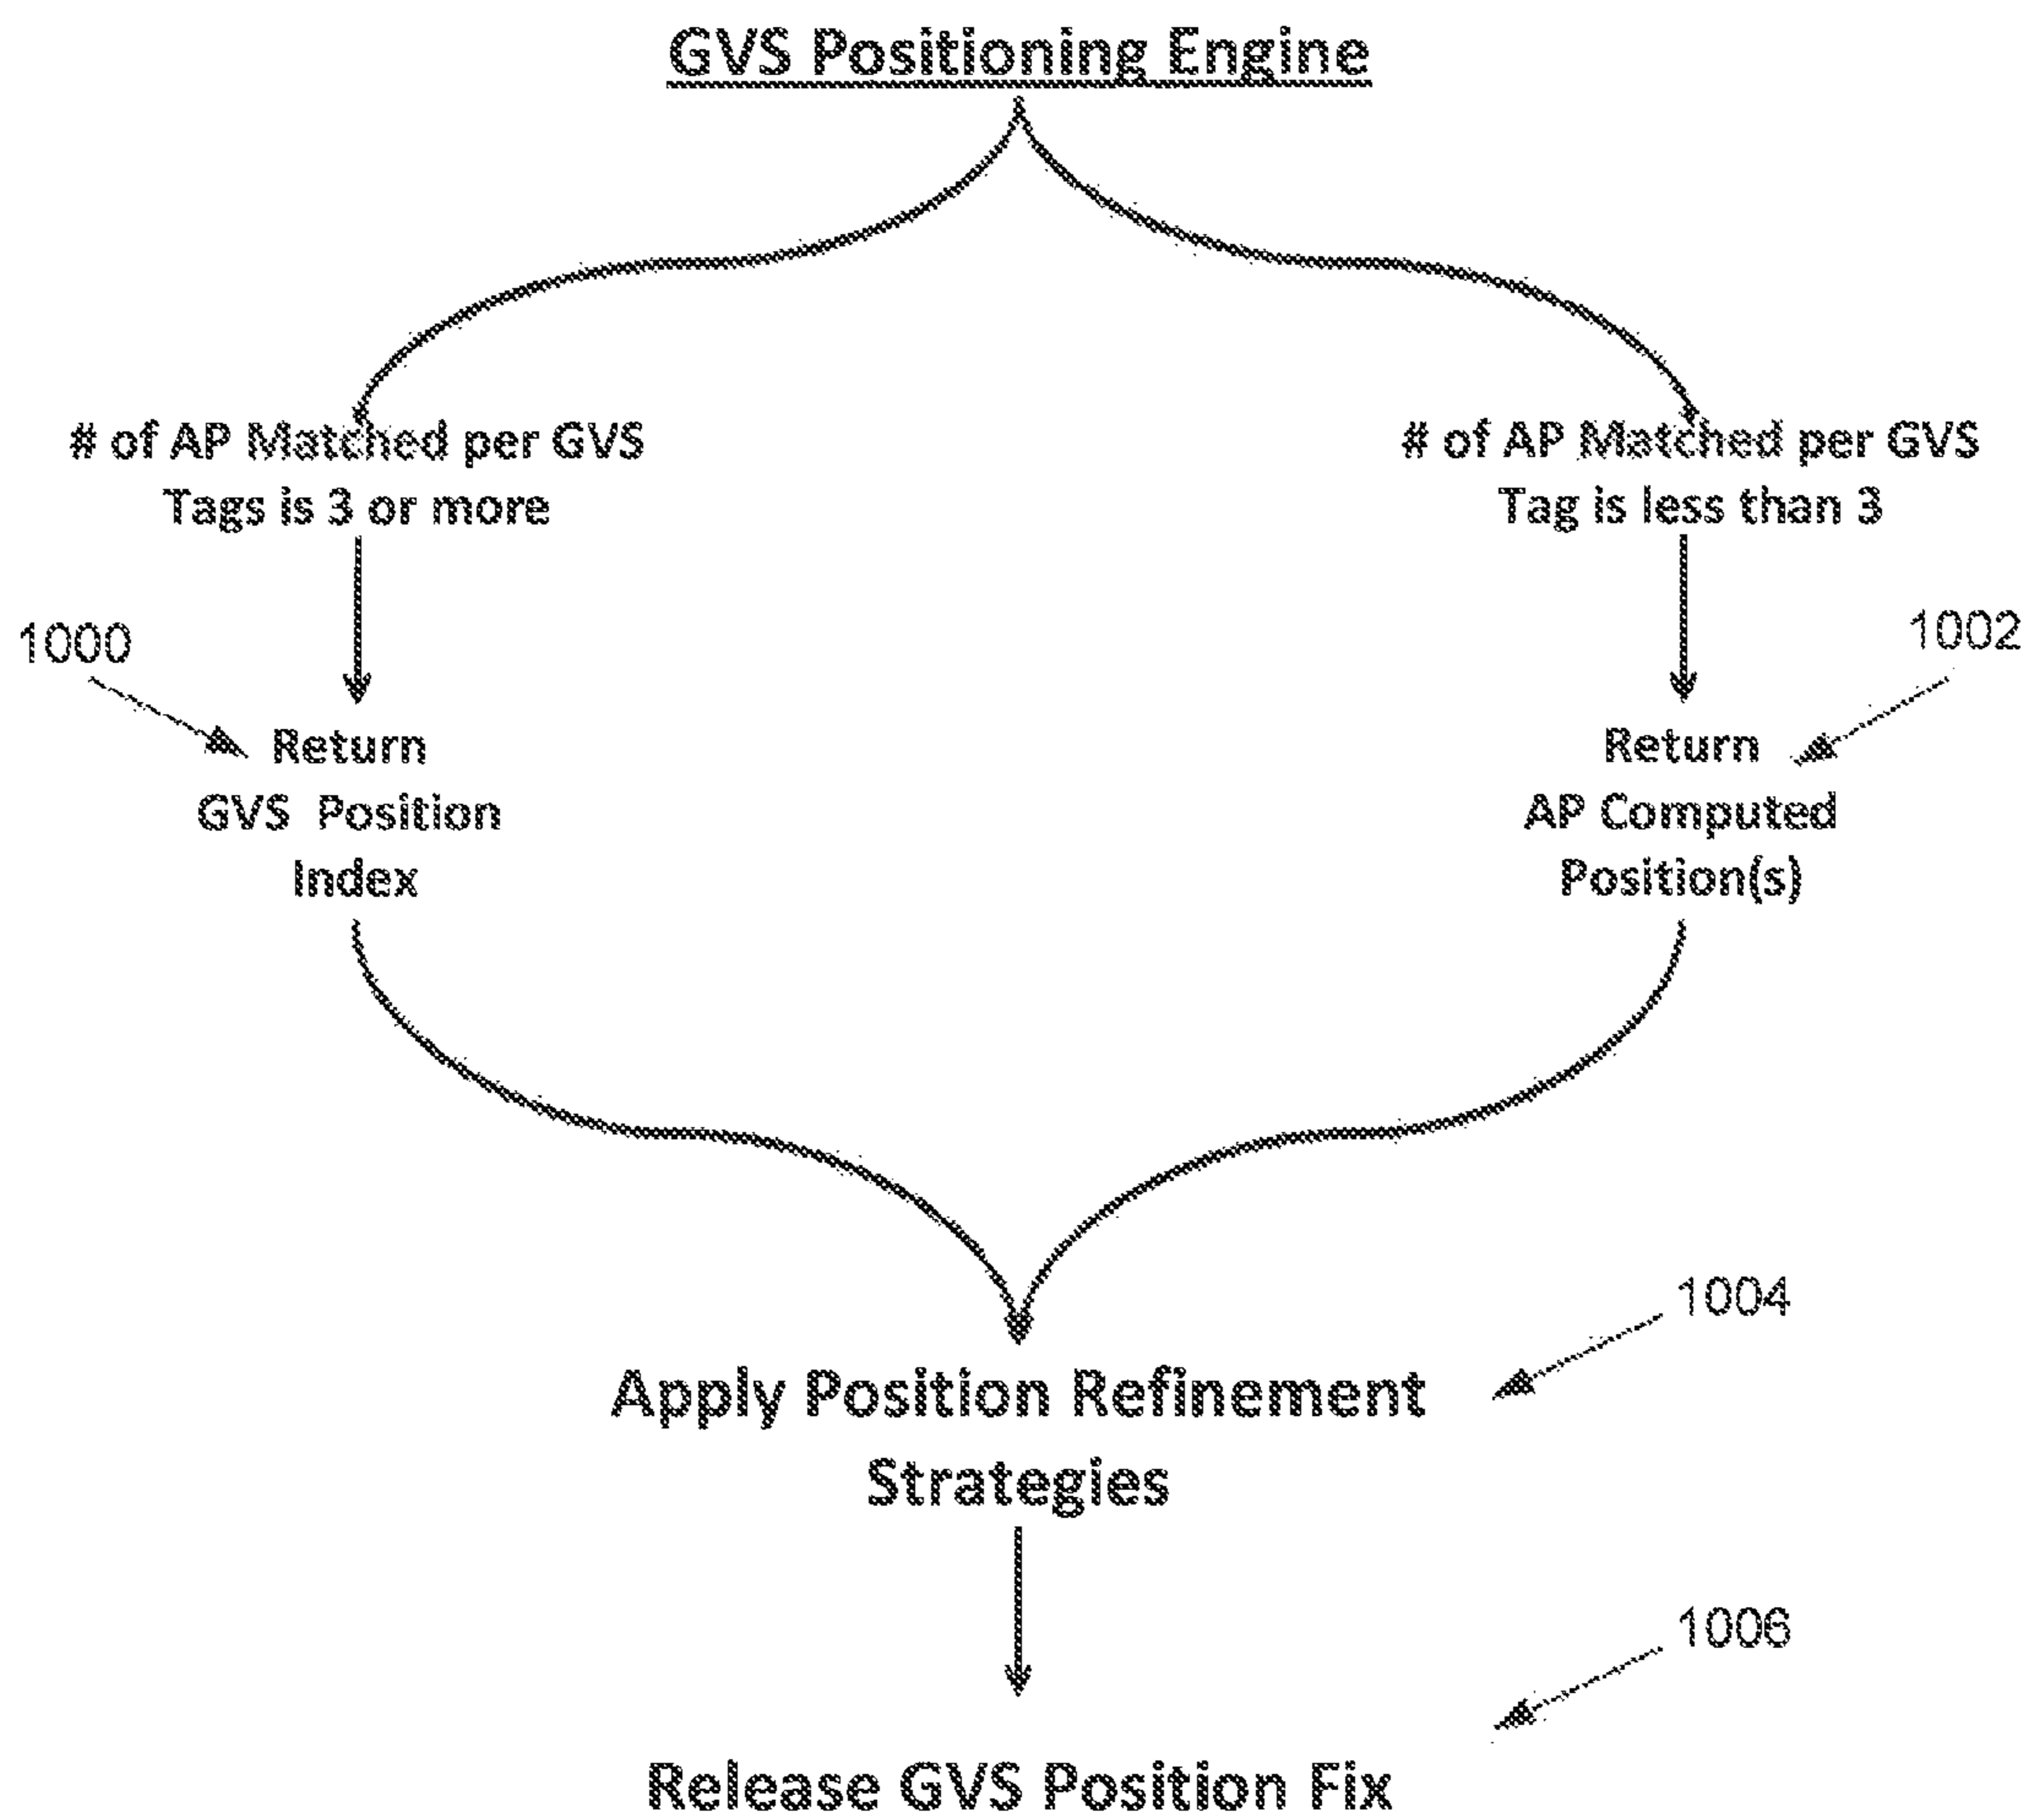 GVS Positioning Engine
# of AP Matched per GVS
Tags is 3 or more
# of AP Matched per GVS
Tag is less than 3
1000
1002
Return
GVS Position
Index
Return
AP Computed
Position(s)
1004
Apply Position Refinement
Strategies
1006
Release GVS Position Fix